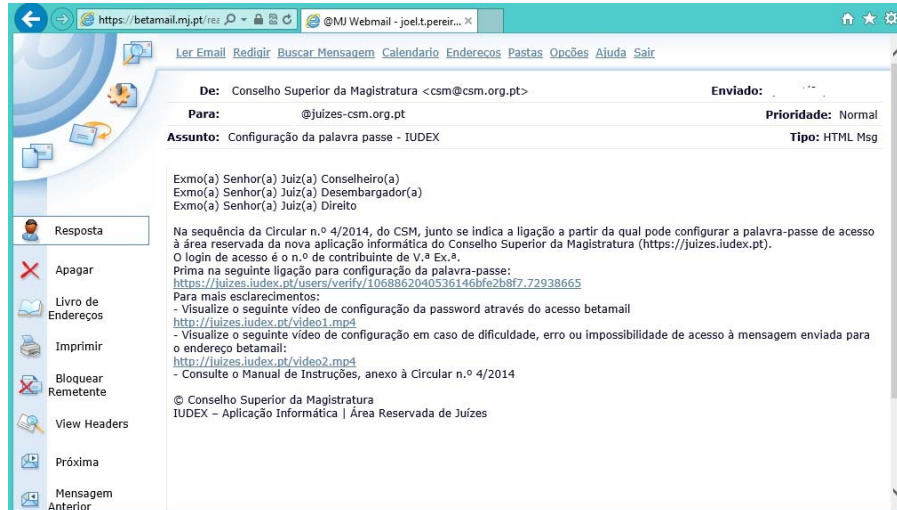 https://betamail.mj.pt/rea
@MJ Webmail - joel.t.pereir...
Ler Email Redigir Buscar Mensagem Calendario Endereços Pastas Opções Ajuda Sair
De: Conselho Superior da Magistratura <csm@csm.org.pt> Enviado:
Para: @juizes-csm.org.pt Prioridade: Normal
Assunto: Configuração da palavra passe - IUDEX Tipo: HTML Msg
Exmo(a) Senhor(a) Juiz(a) Conselheiro(a)
Exmo(a) Senhor(a) Juiz(a) Desembargador(a)
Exmo(a) Senhor(a) Juiz(a) Direito
Na sequência da Circular n.º 4/2014, do CSM, junto se indica a ligação a partir da qual pode configurar a palavra-passe de acesso
à área reservada da nova aplicação informática do Conselho Superior da Magistratura (https://juizes.iudex.pt).
O login de acesso é o n.º de contribuinte de V.ª Ex.ª.
Prima na seguinte ligação para configuração da palavra-passe:
https://juizes.iudex.pt/users/verify/1068862040536146bfe2b8f7.72938665
Para mais esclarecimentos:
- Visualize o seguinte vídeo de configuração da password através do acesso betamail
http://juizes.iudex.pt/video1.mp4
- Visualize o seguinte vídeo de configuração em caso de dificuldade, erro ou impossibilidade de acesso à mensagem enviada para
o endereço betamail:
http://juizes.iudex.pt/video2.mp4
- Consulte o Manual de Instruções, anexo à Circular n.º 4/2014
© Conselho Superior da Magistratura
IUDEX – Aplicação Informática | Área Reservada de Juízes
Resposta
Apagar
Livro de
Endereços
Imprimir
Bloquear
Remetente
View Headers
Próxima
Mensagem
Anterior